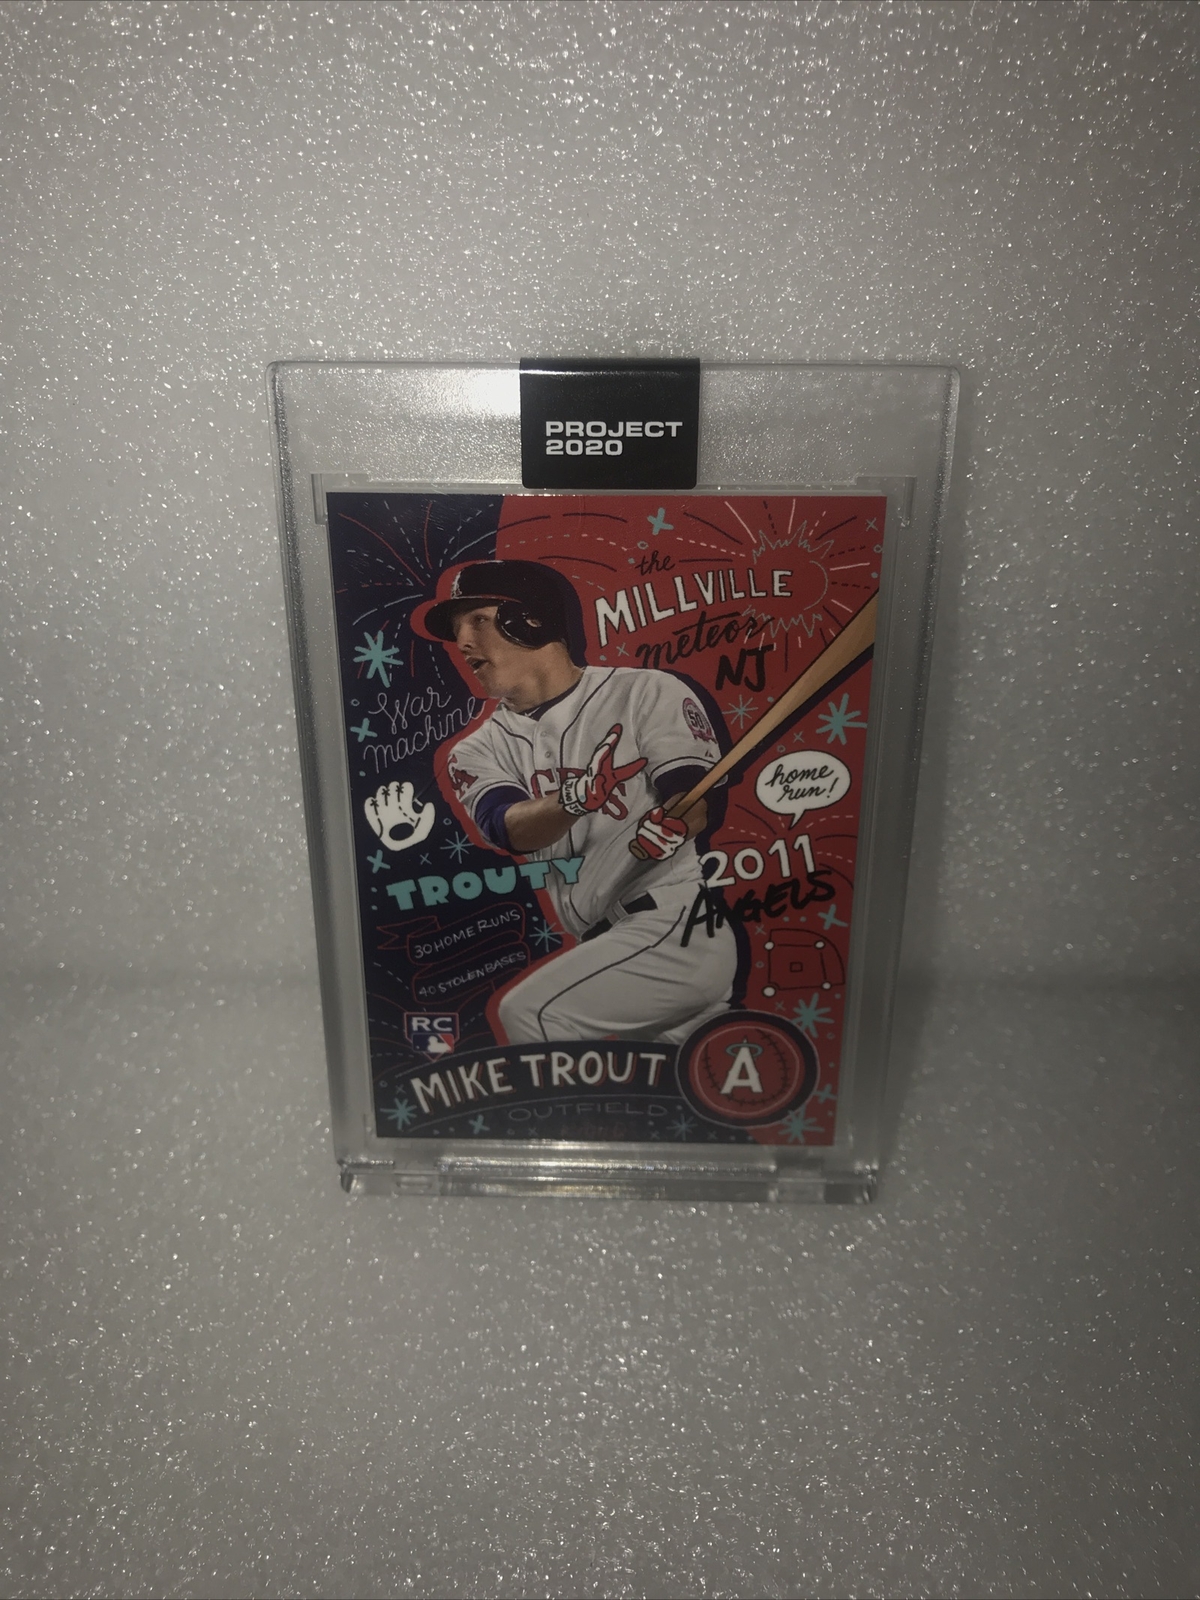 PROJECT
2020
the
MILLVILLE
meteor
NJ
War
machine
50
home
run!
TROUTY
2011
ANGELS
30 HOME RUNS
40 STOLEN BASES
RC
MIKE TROUT
A
OUTFIELD